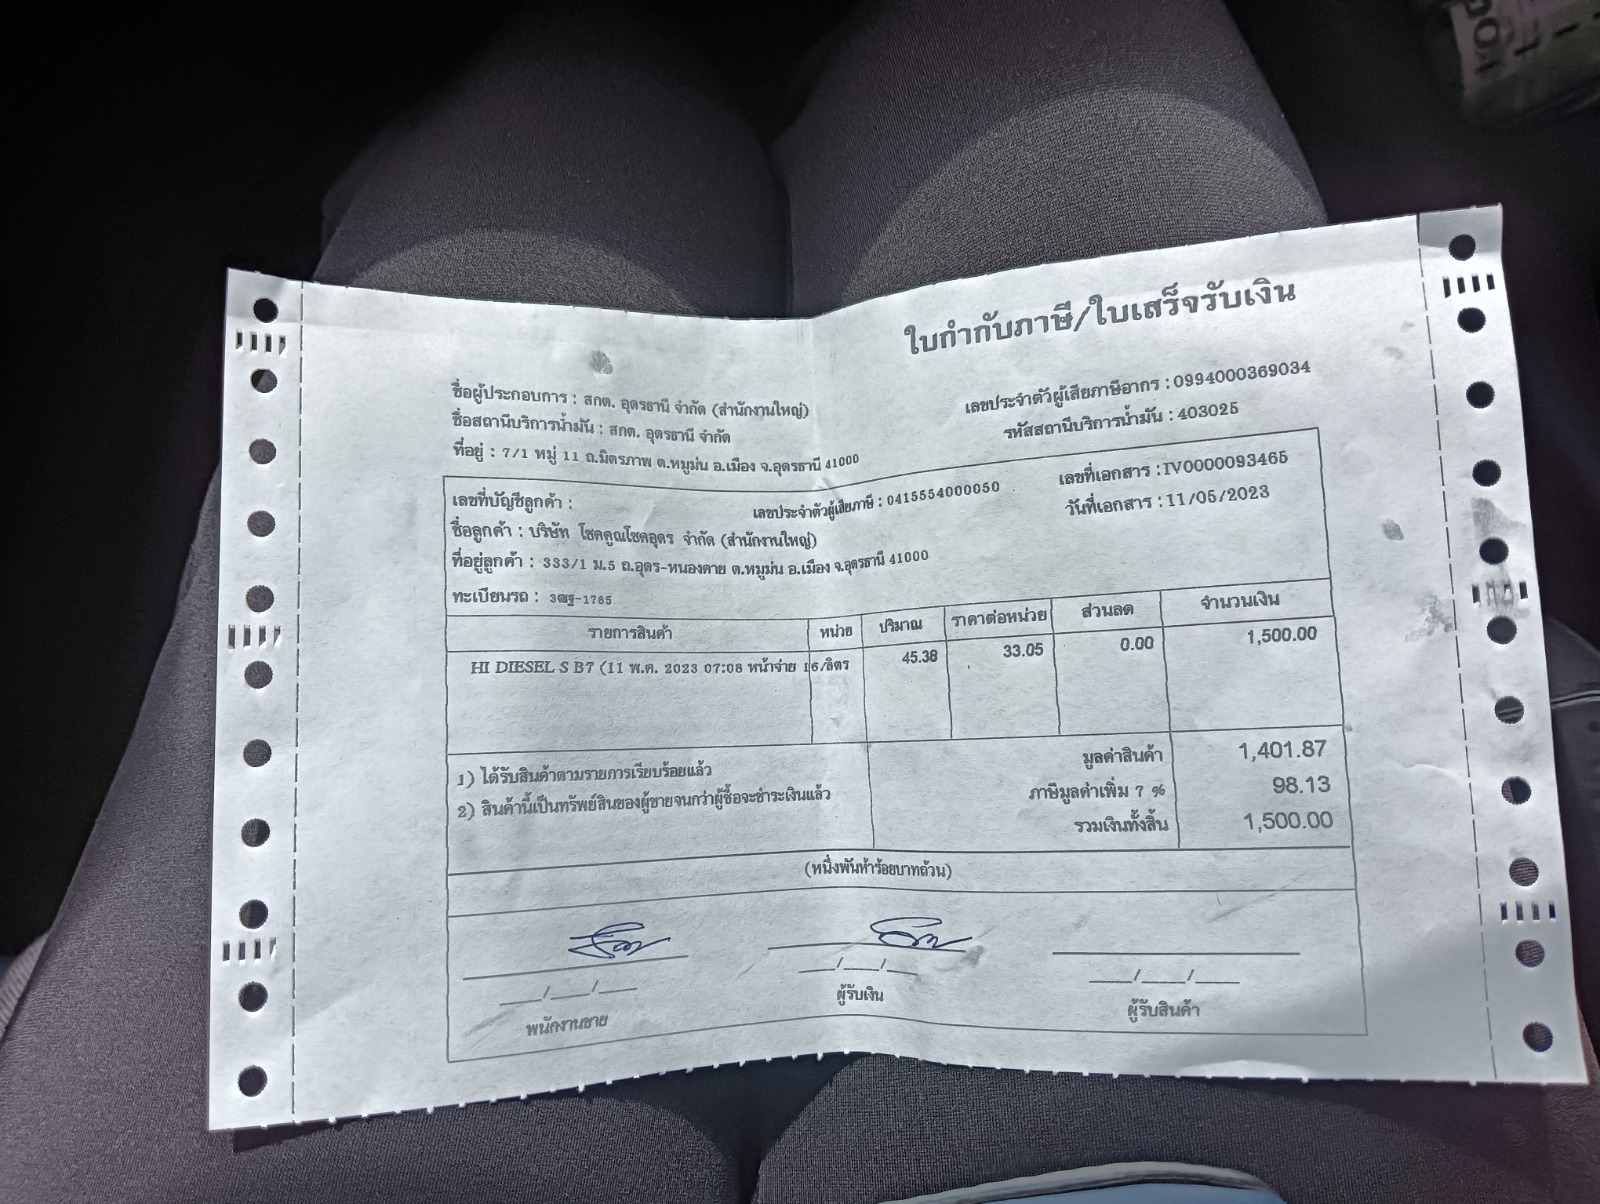 ใบกำกับภาษี/ใบเสร็จรับเงิน
ชื่อผู้ประกอบการ : สกต. อุดรธานี จำกัด (สำนักงานใหญ่)
เลขประจำตัวผู้เสียภาษีอากร : 0994000369034
ชื่อสถานีบริการน้ำมัน : สกต. อุดรธานี จำกัด
รหัสสถานีบริการน้ำมัน : 403025
ที่อยู่ : 7/1 หมู่ 11 ถ.มิตรภาพ ต.หมูม่น อ.เมือง จ.อุดรธานี 41000
เลขที่บัญชีลูกค้า :
เลขประจำตัวผู้เสียภาษี : 0415554000050
เลขที่เอกสาร : IV0000093465
ชื่อลูกค้า : บริษัท โชคคูณโชคอุดร จำกัด (สำนักงานใหญ่)
วันที่เอกสาร : 11/05/2023
ที่อยู่ลูกค้า : 333/1 ม.5 ถ.อุดร-หนองคาย ต.หมูม่น อ.เมือง จ.อุดรธานี 41000
ทะเบียนรถ : 3ฒฐ-1765
รายการสินค้า หน่วย ปริมาณ ราคาต่อหน่วย ส่วนลด จำนวนเงิน
HI DIESEL S B7 (11 พ.ค. 2023 07:08 หน้าจ่าย 16/ลิตร 45.38 33.05 0.00 1,500.00
1) ได้รับสินค้าตามรายการเรียบร้อยแล้ว
2) สินค้านี้เป็นทรัพย์สินของผู้ขายจนกว่าผู้ซื้อจะชำระเงินแล้ว
มูลค่าสินค้า 1,401.87
ภาษีมูลค่าเพิ่ม 7 % 98.13
รวมเงินทั้งสิ้น 1,500.00
(หนึ่งพันห้าร้อยบาทถ้วน)
___/___/___ ___/___/___ ___/___/___
พนักงานขาย ผู้รับเงิน ผู้รับสินค้า